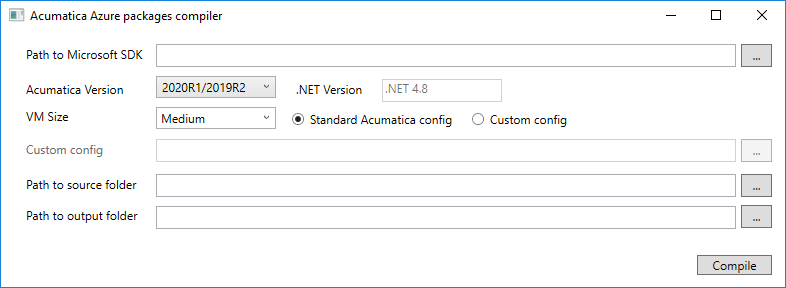 Acumatica Azure packages compiler
Path to Microsoft SDK ...
Acumatica Version 2020R1/2019R2 .NET Version .NET 4.8
VM Size Medium Standard Acumatica config Custom config
Custom config ...
Path to source folder ...
Path to output folder ...
Compile